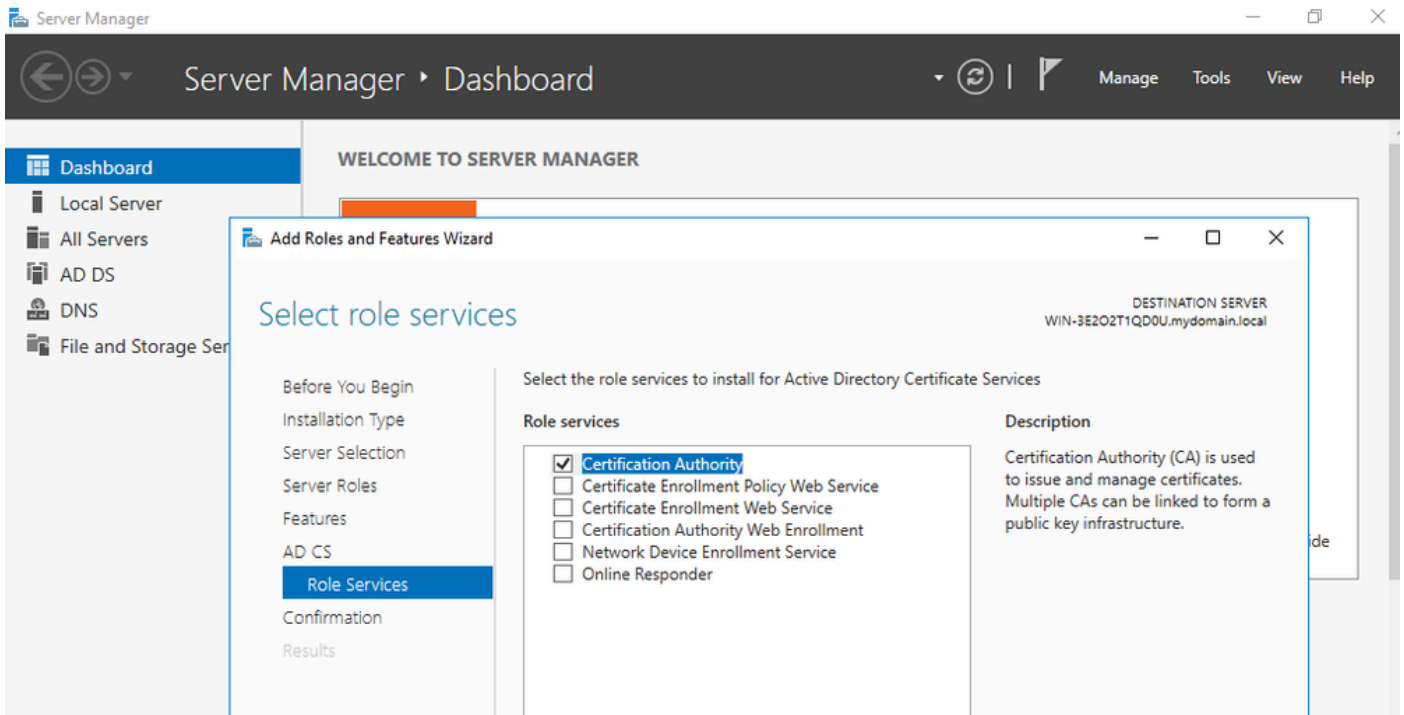 Server Manager
Server Manager • Dashboard
Manage Tools View Help
Dashboard
Local Server
All Servers
AD DS
DNS
File and Storage Ser
WELCOME TO SERVER MANAGER
Add Roles and Features Wizard
Select role services
DESTINATION SERVER
WIN-3E2O2T1QD0U.mydomain.local
Before You Begin
Installation Type
Server Selection
Server Roles
Features
AD CS
Role Services
Confirmation
Results
Select the role services to install for Active Directory Certificate Services
Role services
Certification Authority
Certificate Enrollment Policy Web Service
Certificate Enrollment Web Service
Certification Authority Web Enrollment
Network Device Enrollment Service
Online Responder
Description
Certification Authority (CA) is used
to issue and manage certificates.
Multiple CAs can be linked to form a
public key infrastructure.
ide